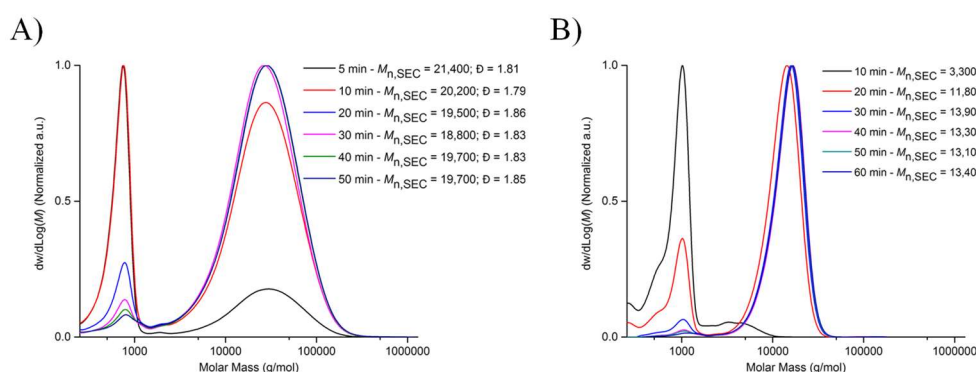 A)
1.0
0.5
0.0
dw/dLog(M) (Normalized a.u.)
1000
10000
100000
1000000
Molar Mass (g/mol)
5 min - Mn,SEC = 21,400; Đ = 1.81
10 min - Mn,SEC = 20,200; Đ = 1.79
20 min - Mn,SEC = 19,500; Đ = 1.86
30 min - Mn,SEC = 18,800; Đ = 1.83
40 min - Mn,SEC = 19,700; Đ = 1.83
50 min - Mn,SEC = 19,700; Đ = 1.85
B)
1.0
0.5
0.0
dw/dLog(M) (Normalized a.u.)
1000
10000
100000
1000000
Molar Mass (g/mol)
10 min - Mn,SEC = 3,300
20 min - Mn,SEC = 11,80
30 min - Mn,SEC = 13,90
40 min - Mn,SEC = 13,30
50 min - Mn,SEC = 13,10
60 min - Mn,SEC = 13,40